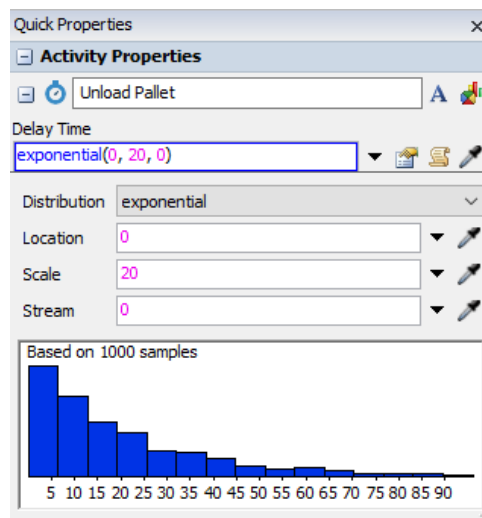 Quick Properties
Activity Properties
Unload Pallet
A
Delay Time
exponential(0, 20, 0)
Distribution exponential
Location 0
Scale 20
Stream 0
Based on 1000 samples
5 10 15 20 25 30 35 40 45 50 55 60 65 70 75 80 85 90